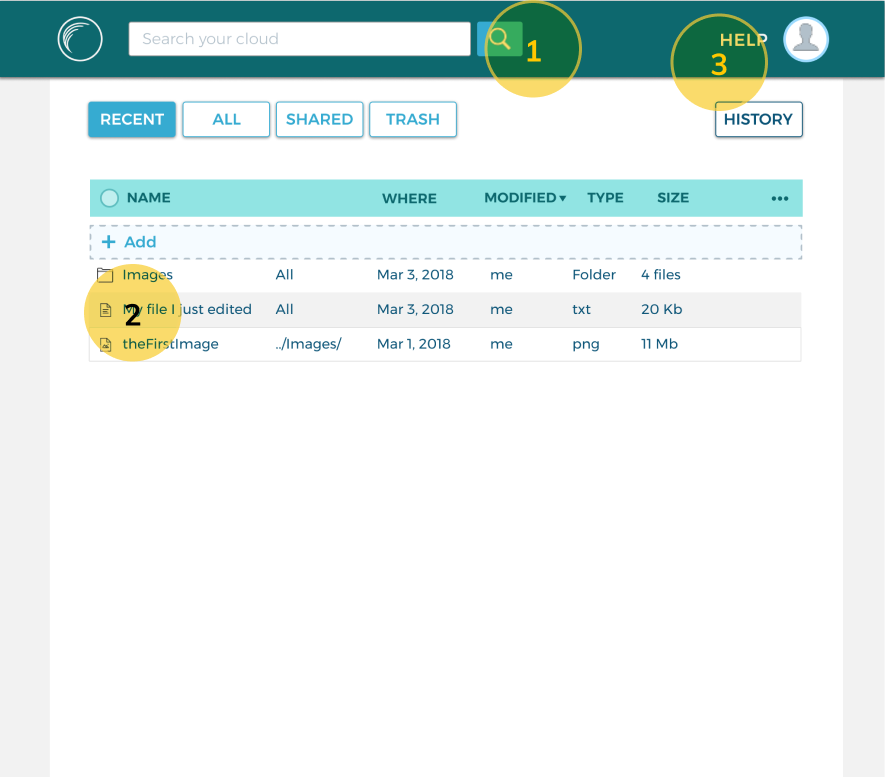 Search your cloud
1
HELP
3
RECENT ALL SHARED TRASH HISTORY
NAME WHERE MODIFIED TYPE SIZE •••
+ Add
Images All Mar 3, 2018 me Folder 4 files
My file I just edited All Mar 3, 2018 me txt 20 Kb
2
theFirstImage ../Images/ Mar 1, 2018 me png 11 Mb